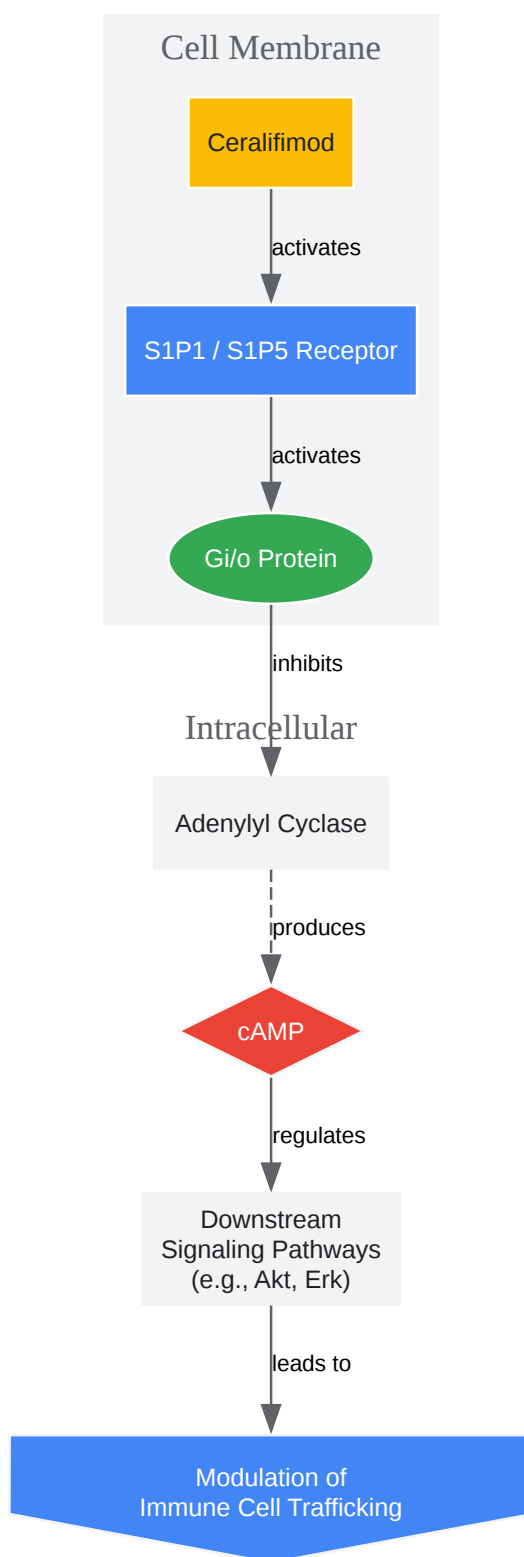 Cell Membrane
Ceralifimod
activates
S1P1 / S1P5 Receptor
activates
Gi/o Protein
inhibits
Intracellular
Adenylyl Cyclase
produces
cAMP
regulates
Downstream
Signaling Pathways
(e.g., Akt, Erk)
leads to
Modulation of
Immune Cell Trafficking